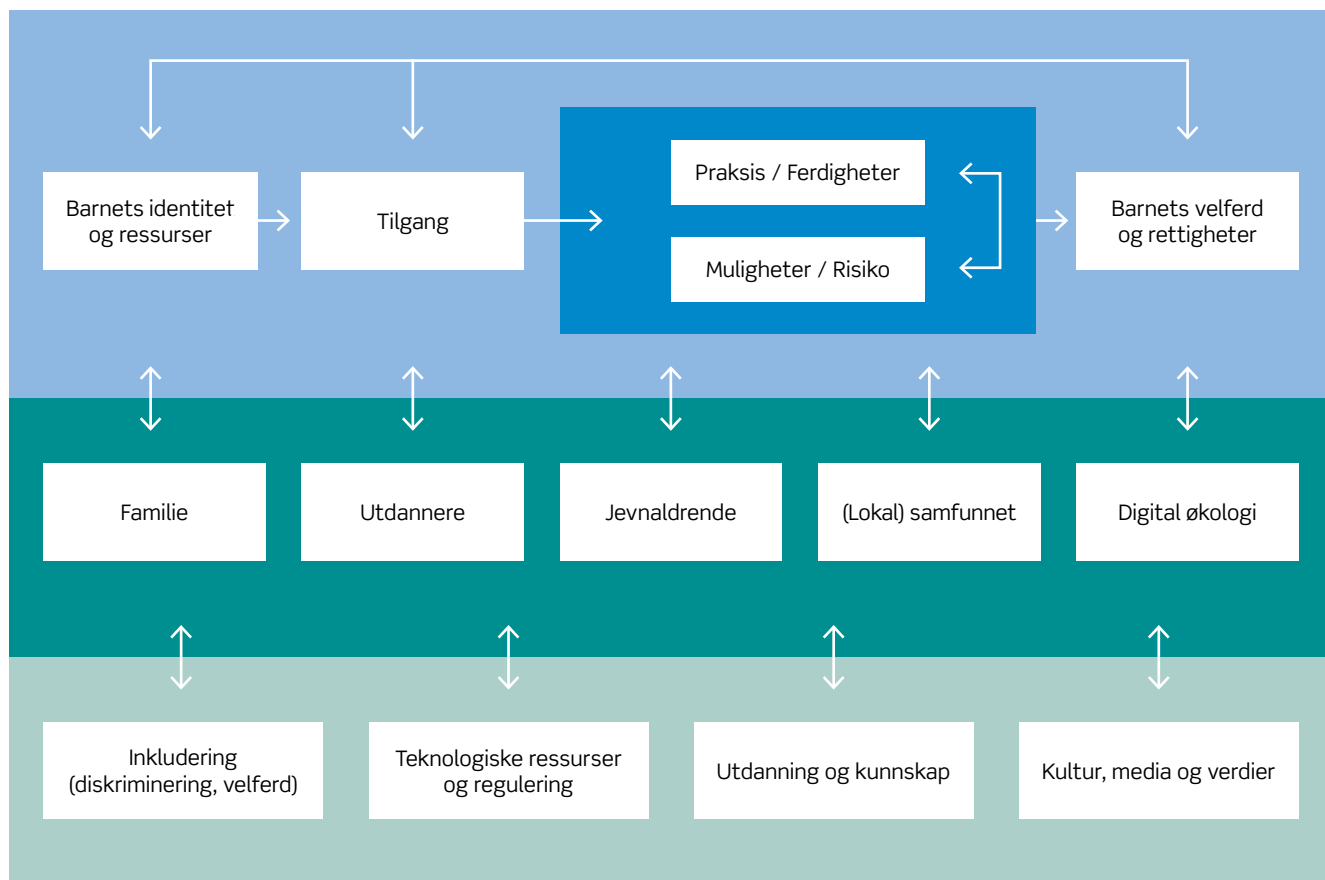 Barnets identitet
og ressurser
Tilgang
Praksis / Ferdigheter
Muligheter / Risiko
Barnets velferd
og rettigheter
Familie
Utdannere
Jevnaldrende
(Lokal) samfunnet
Digital økologi
Inkludering
(diskriminering, velferd)
Teknologiske ressurser
og regulering
Utdanning og kunnskap
Kultur, media og verdier